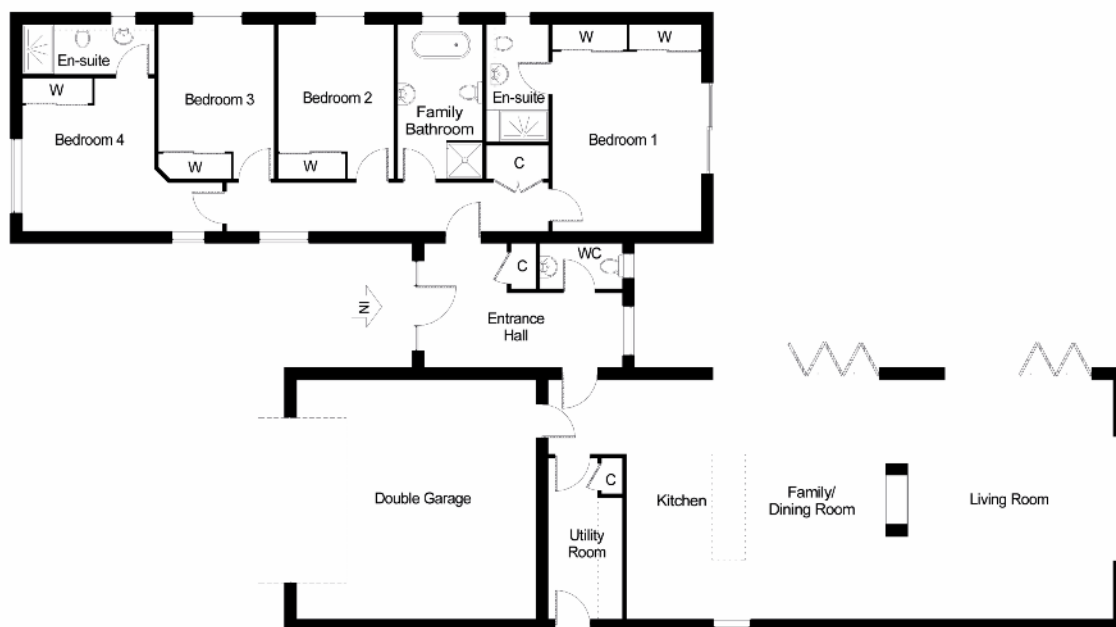 W
W
En-suite
W
Bedroom 3
Bedroom 2
En-suite
Family
Bathroom
Bedroom 4
Bedroom 1
W
W
C
C
WC
IN
Entrance
Hall
C
Double Garage
Kitchen
Family/
Dining Room
Living Room
Utility
Room